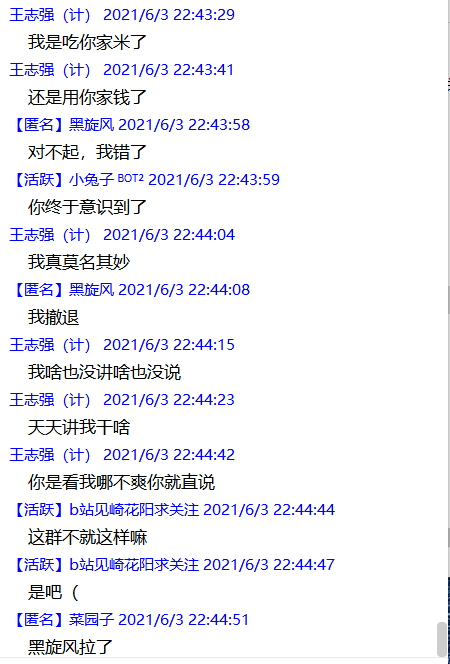 王志强（计） 2021/6/3 22:43:29
我是吃你家米了
王志强（计） 2021/6/3 22:43:41
还是用你家钱了
【匿名】黑旋风 2021/6/3 22:43:58
对不起，我错了
【活跃】小兔子 ᴮᴼᵀ² 2021/6/3 22:43:59
你终于意识到了
王志强（计） 2021/6/3 22:44:04
我真莫名其妙
【匿名】黑旋风 2021/6/3 22:44:08
我撤退
王志强（计） 2021/6/3 22:44:15
我啥也没讲啥也没说
王志强（计） 2021/6/3 22:44:23
天天讲我干啥
王志强（计） 2021/6/3 22:44:42
你是看我哪不爽你就直说
【活跃】b站见崎花阳求关注 2021/6/3 22:44:44
这群不就这样嘛
【活跃】b站见崎花阳求关注 2021/6/3 22:44:47
是吧（
【匿名】菜园子 2021/6/3 22:44:51
黑旋风拉了